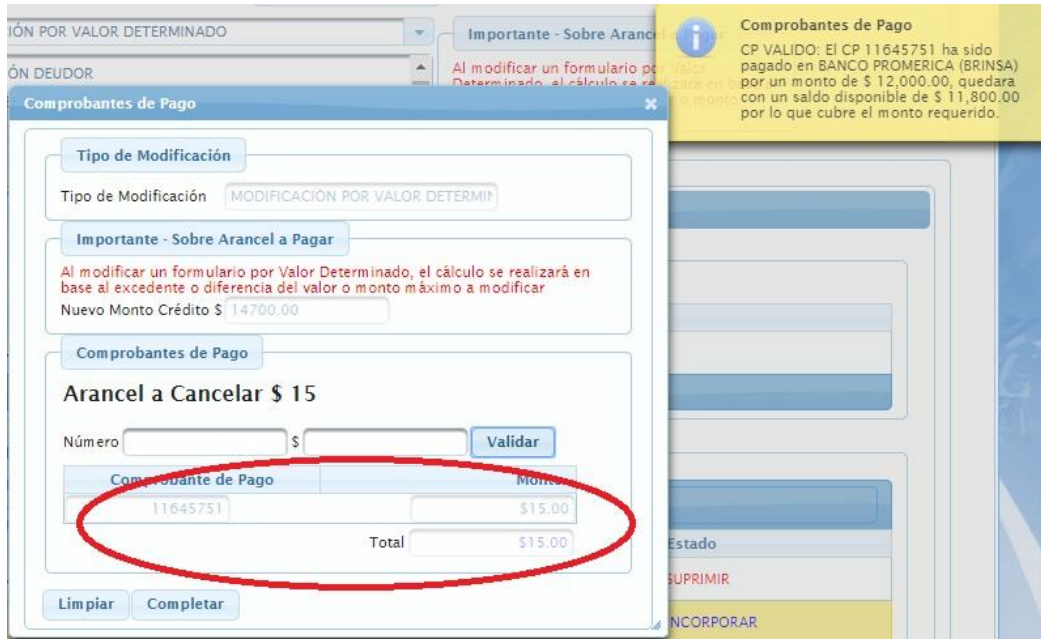 IÓN POR VALOR DETERMINADO
Importante - Sobre Arancel a Pagar
Comprobantes de Pago
CP VALIDO: El CP 11645751 ha sido
pagado en BANCO PROMERICA (BRINSA)
por un monto de $ 12,000.00, quedara
con un saldo disponible de $ 11,800.00
por lo que cubre el monto requerido.
ÓN DEUDOR
Al modificar un formulario por Valor
Determinado, el cálculo se realizará en
o monto
Comprobantes de Pago
Tipo de Modificación
Tipo de Modificación MODIFICACIÓN POR VALOR DETERMIN
Importante - Sobre Arancel a Pagar
Al modificar un formulario por Valor Determinado, el cálculo se realizará en
base al excedente o diferencia del valor o monto máximo a modificar
Nuevo Monto Crédito $ 14700.00
Comprobantes de Pago
Arancel a Cancelar $ 15
Número $ Validar
Comprobante de Pago Monto
11645751 $15.00
Total $15.00
Limpiar Completar
Estado
SUPRIMIR
INCORPORAR